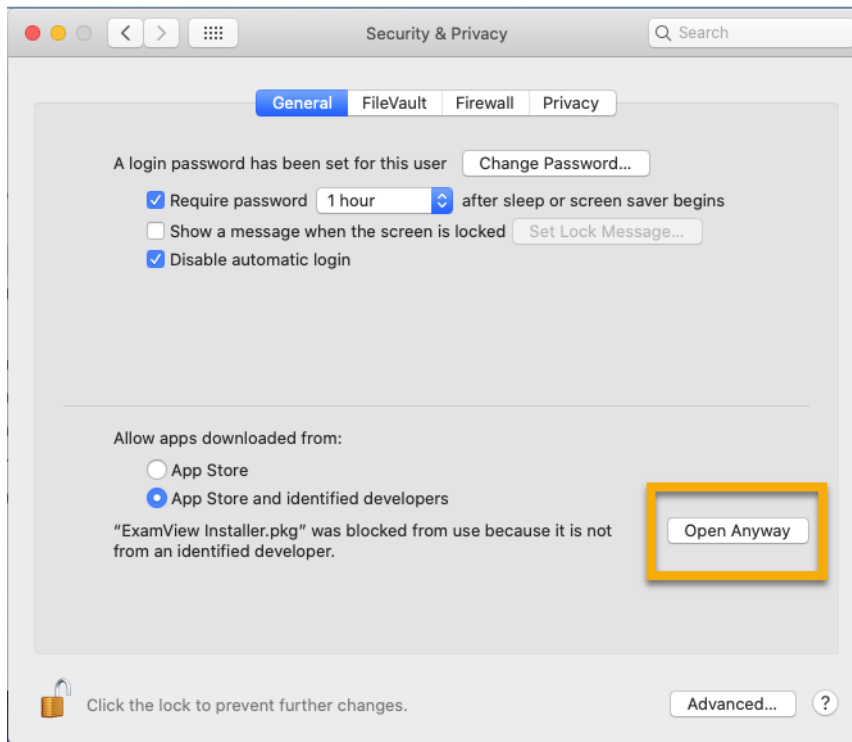 Security & Privacy
Search
General
FileVault
Firewall
Privacy
A login password has been set for this user
Change Password...
Require password
1 hour
after sleep or screen saver begins
Show a message when the screen is locked
Set Lock Message...
Disable automatic login
Allow apps downloaded from:
App Store
App Store and identified developers
“ExamView Installer.pkg” was blocked from use because it is not
from an identified developer.
Open Anyway
Click the lock to prevent further changes.
Advanced...
?